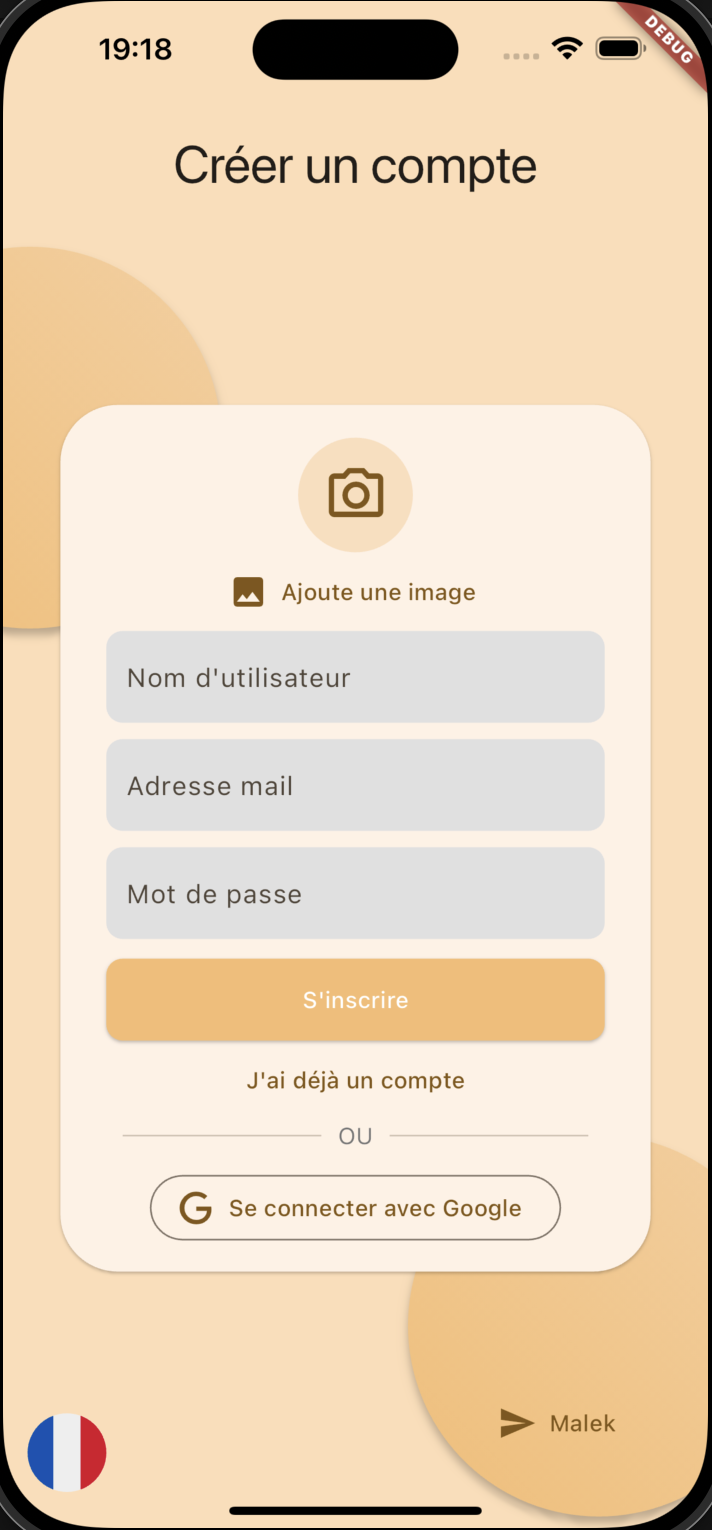 19:18
DEBUG
Créer un compte
Ajoute une image
Nom d'utilisateur
Adresse mail
Mot de passe
S'inscrire
J'ai déjà un compte
OU
G Se connecter avec Google
Malek